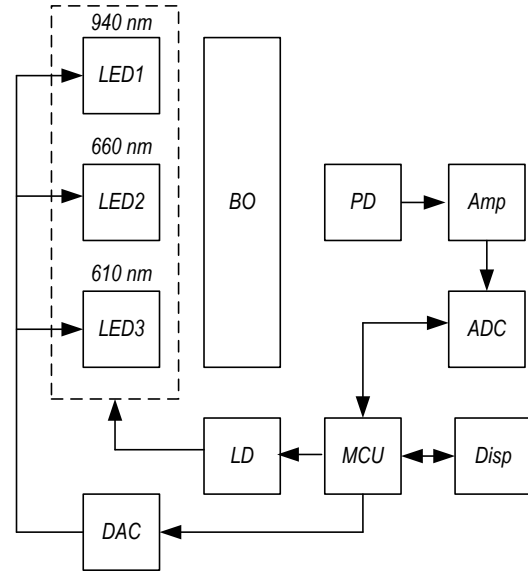 940 nm
LED1
660 nm
LED2
BO
PD
Amp
610 nm
LED3
ADC
LD
MCU
Disp
DAC